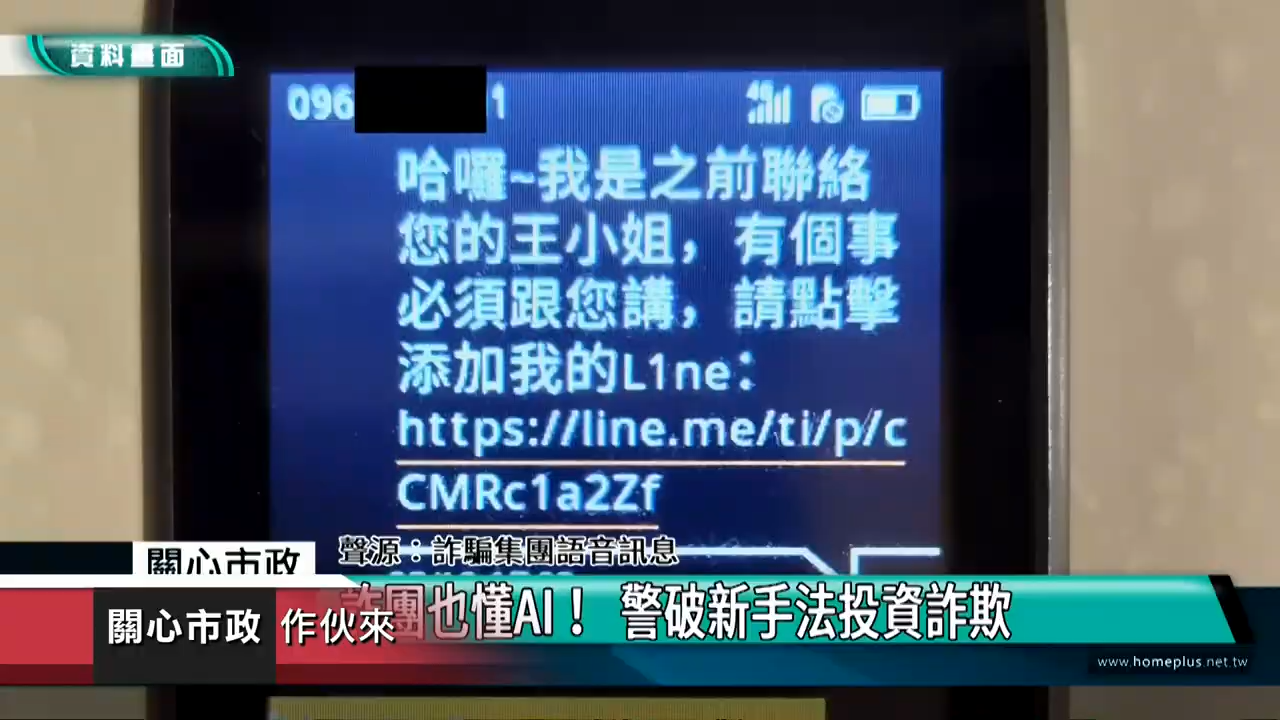 資料畫面
096 1
4G
哈囉~我是之前聯絡
您的王小姐，有個事
必須跟您講，請點擊
添加我的L1ne：
https://line.me/ti/p/c
CMRc1a2Zf
聲源：詐騙集團語音訊息
關心市政
詐團也懂AI！ 警破新手法投資詐欺
關心市政 作伙來
www.homeplus.net.tw